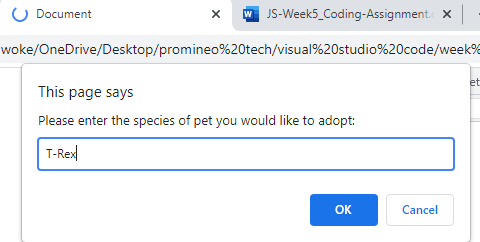 Document
JS-Week5_Coding-Assignment.
woke/OneDrive/Desktop/promineo%20tech/visual%20studio%20code/week%
This page says
Please enter the species of pet you would like to adopt:
T-Rex
OK
Cancel